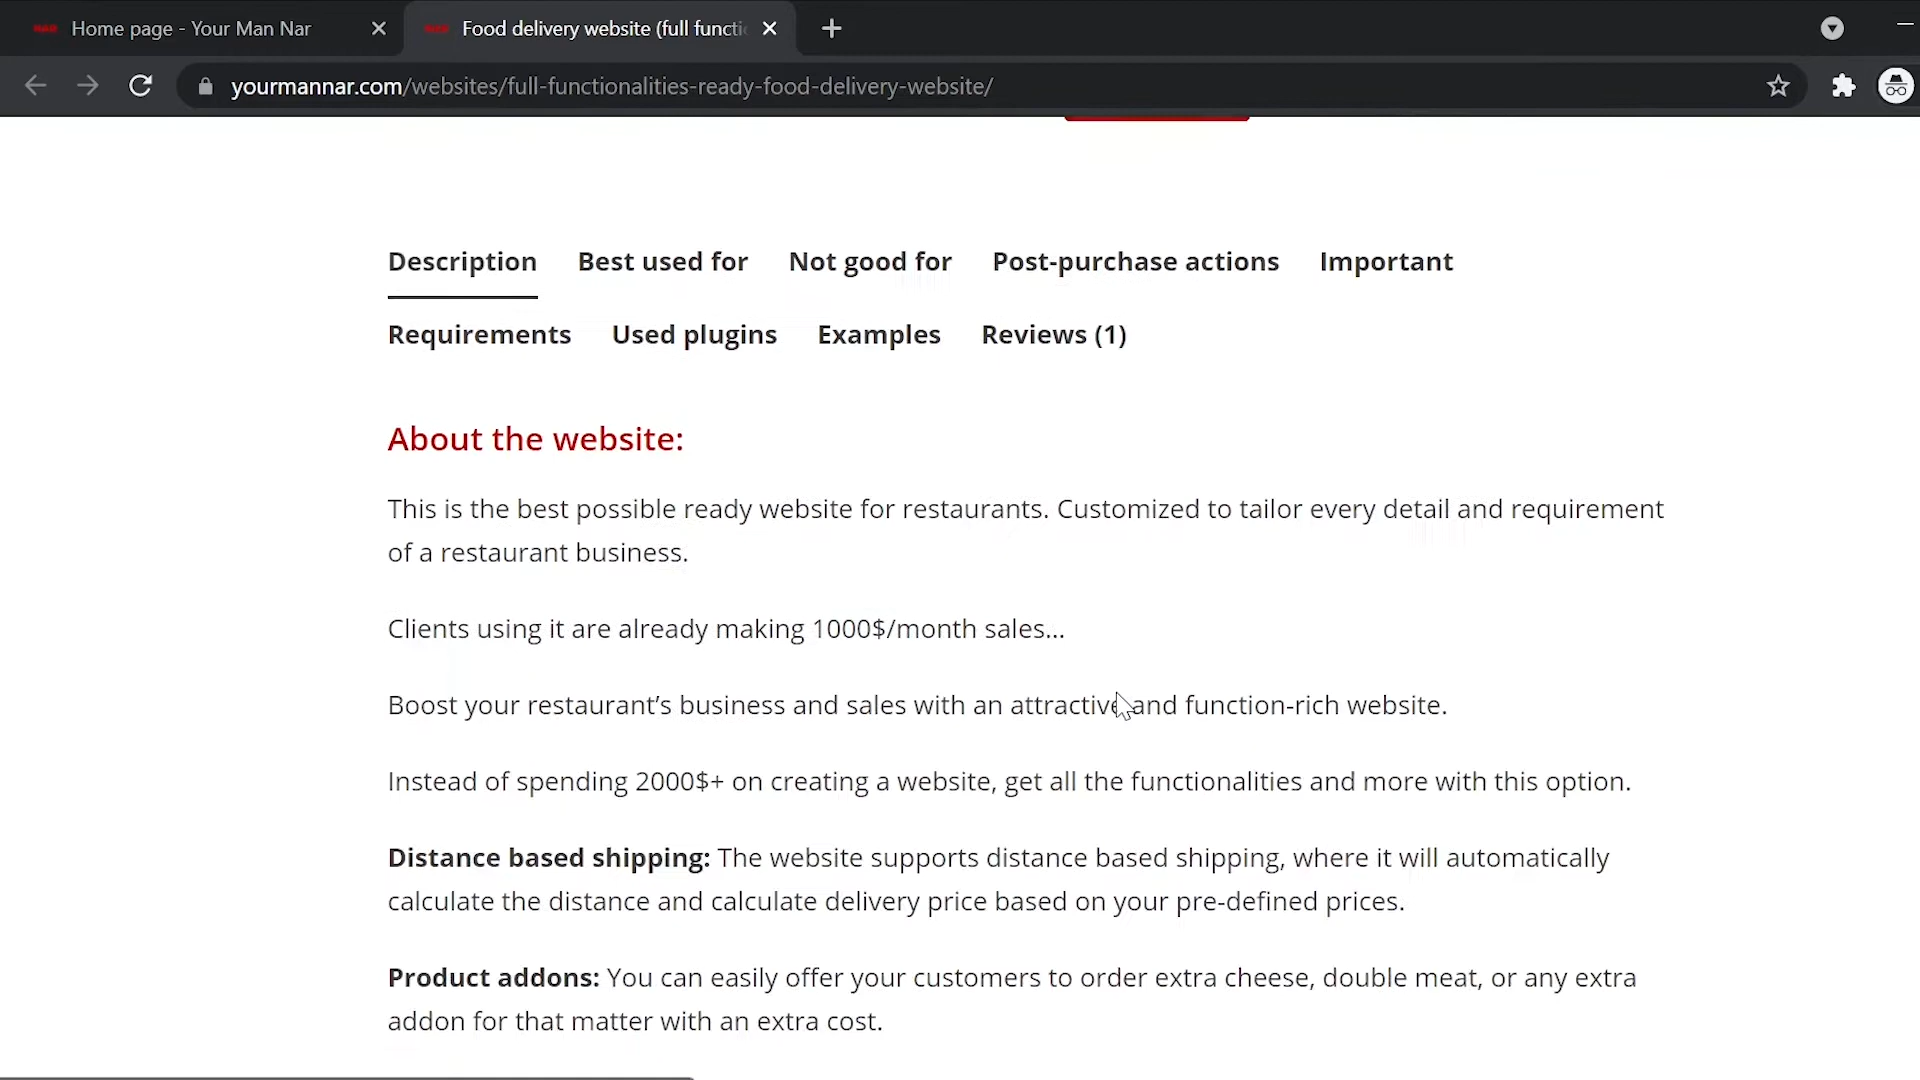 Home page - Your Man Nar
Food delivery website (full functi
yourmannar.com/websites/full-functionalities-ready-food-delivery-website/
Description Best used for Not good for Post-purchase actions Important
Requirements Used plugins Examples Reviews (1)
About the website:
This is the best possible ready website for restaurants. Customized to tailor every detail and requirement
of a restaurant business.
Clients using it are already making 1000$/month sales...
Boost your restaurant’s business and sales with an attractive and function-rich website.
Instead of spending 2000$+ on creating a website, get all the functionalities and more with this option.
Distance based shipping: The website supports distance based shipping, where it will automatically
calculate the distance and calculate delivery price based on your pre-defined prices.
Product addons: You can easily offer your customers to order extra cheese, double meat, or any extra
addon for that matter with an extra cost.